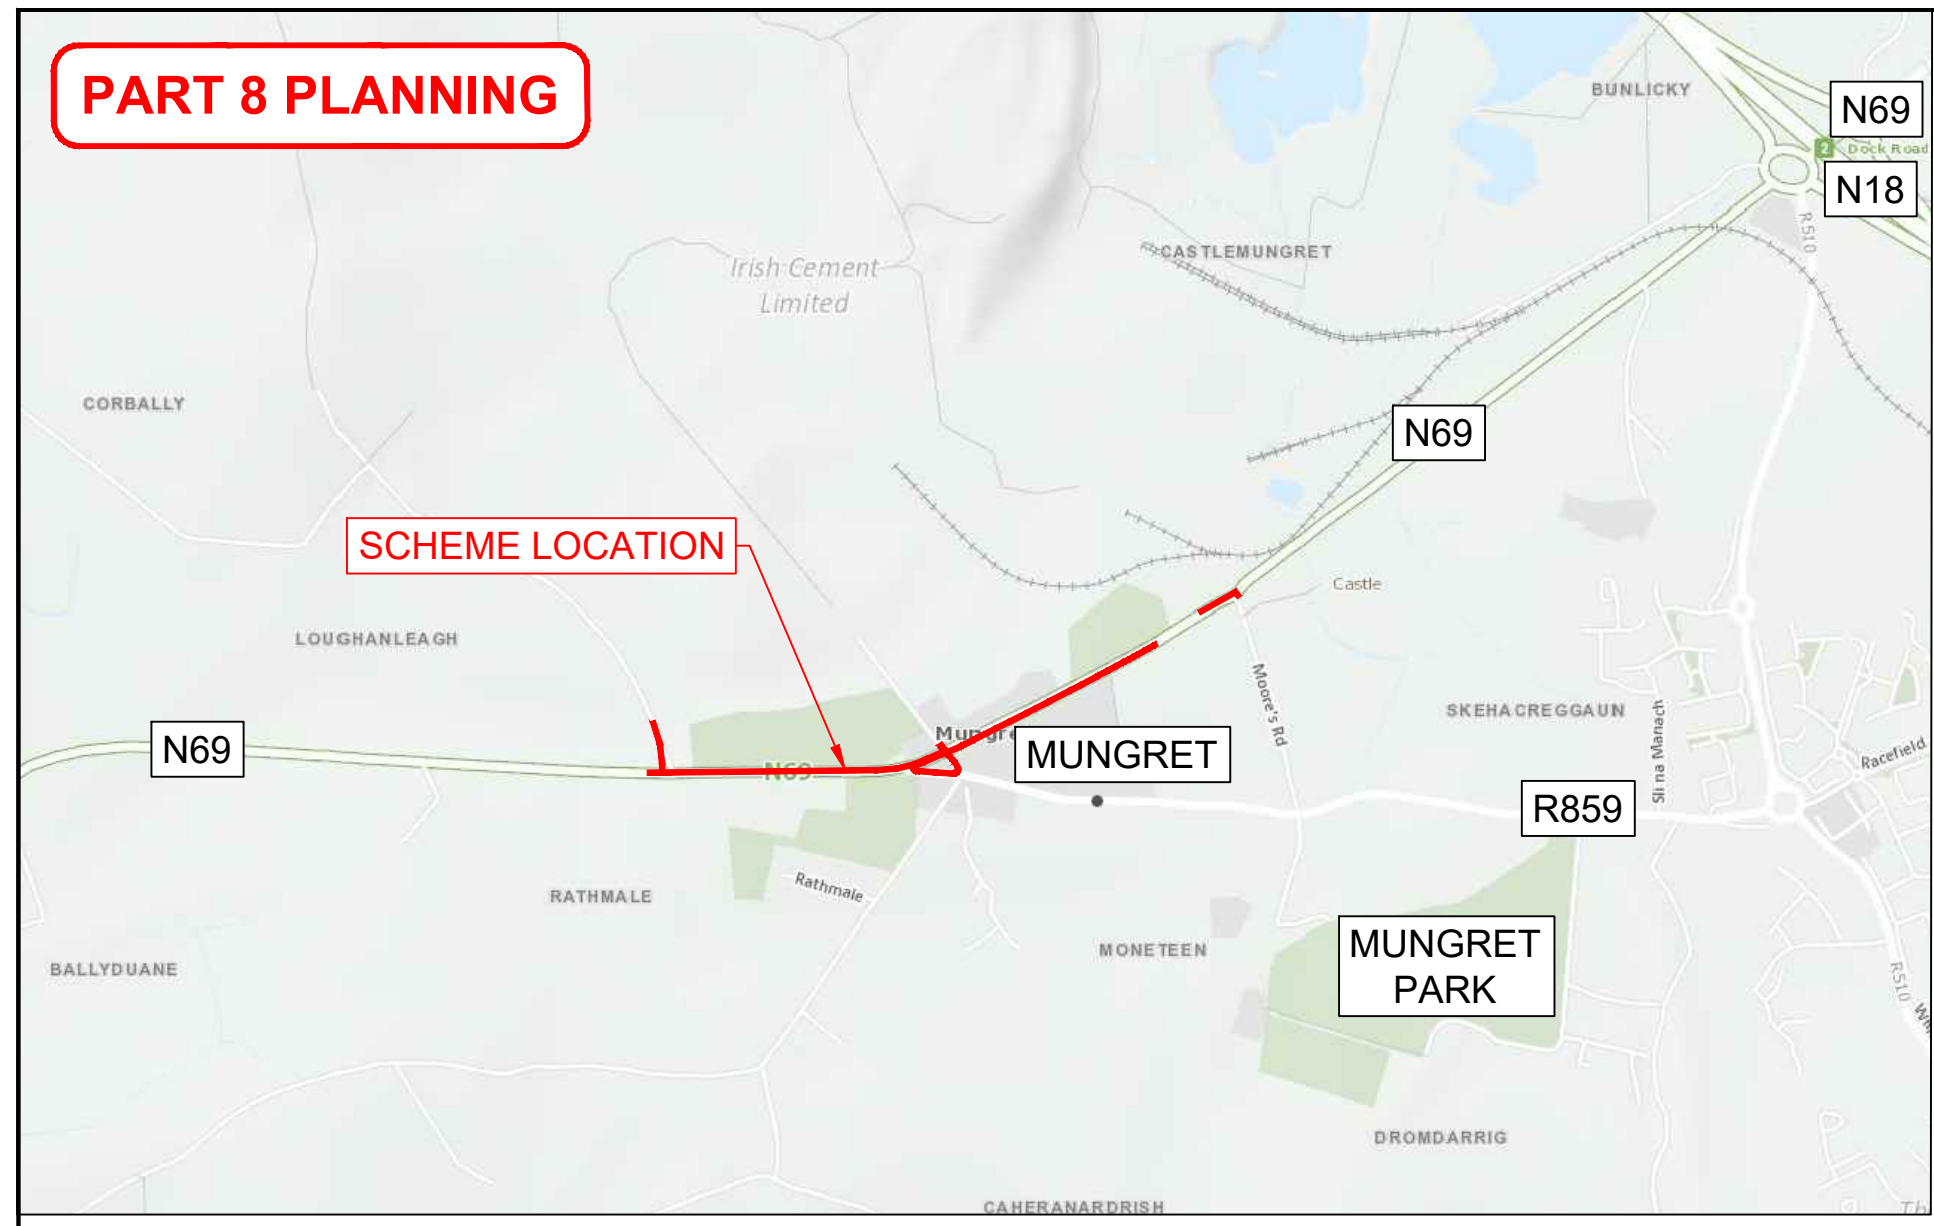 PART 8 PLANNING
BUNLICKY
N69
2 Dock Road
N18
R510
CASTLEMUNGRET
Irish Cement
Limited
CORBALLY
N69
SCHEME LOCATION
Castle
LOUGHANLEAGH
Moore's Rd
SKEHACREGGAUN
Slí na Manach
N69
N69
MUNGRET
Racefield
R859
Rathmale
RATHMALE
MONETEEN
MUNGRET
PARK
BALLYDUANE
R510
DROMDARRIG
CAHERANARDRISH